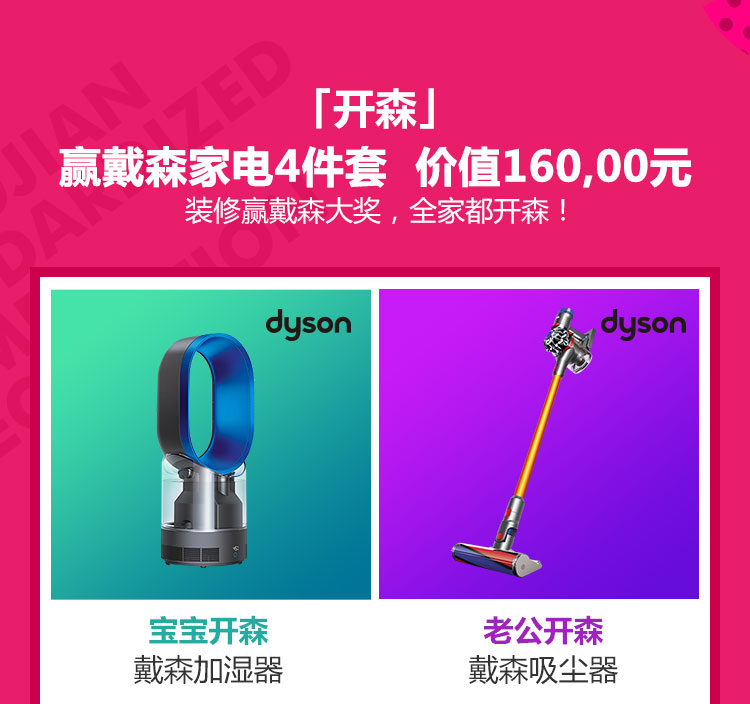 「开森」
赢戴森家电4件套 价值160,00元
装修赢戴森大奖，全家都开森！
dyson
dyson
宝宝开森
老公开森
戴森加湿器
戴森吸尘器